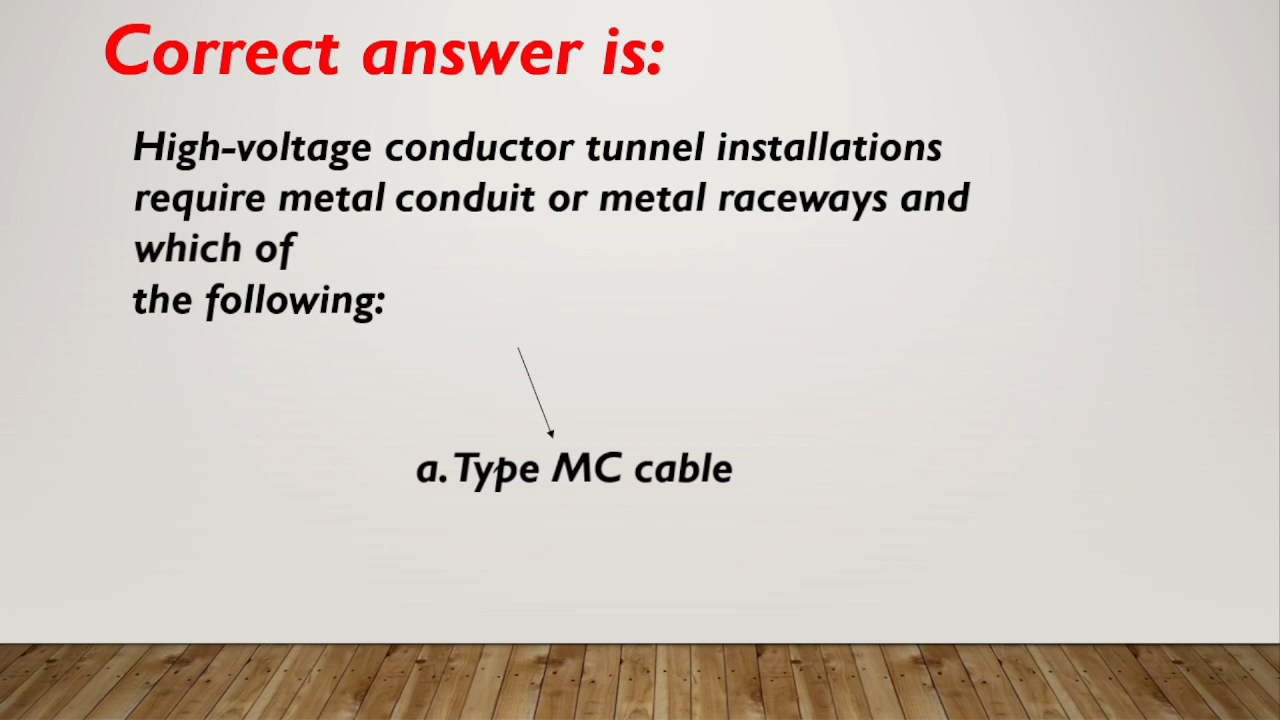 Correct answer is:
High-voltage conductor tunnel installations
require metal conduit or metal raceways and
which of
the following:
a. Type MC cable